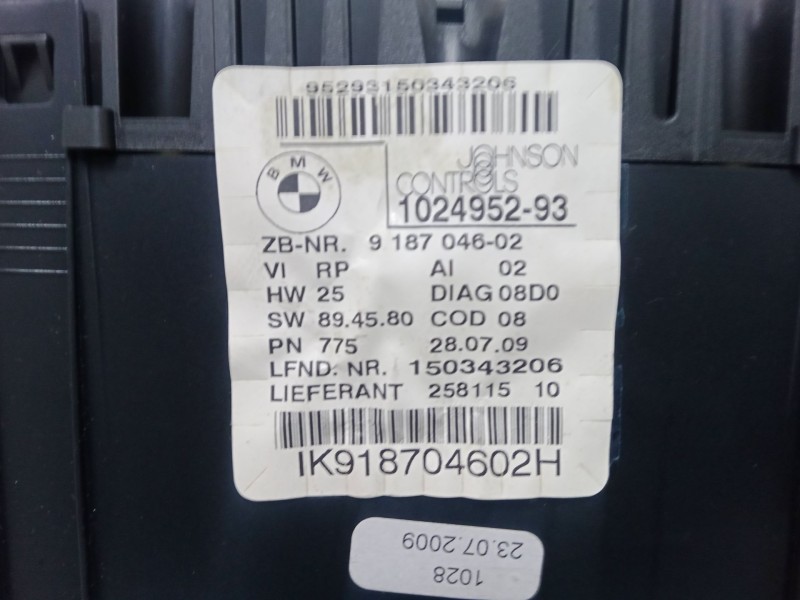 95293150343206
BMW
JOHNSON
CONTROLS
1024952-93
ZB-NR. 9 187 046-02
VI RP AI 02
HW 25 DIAG 08D0
SW 89.45.80 COD 08
PN 775 28.07.09
LFND. NR. 150343206
LIEFERANT 258115 10
IK918704602H
1028
23.07.2009